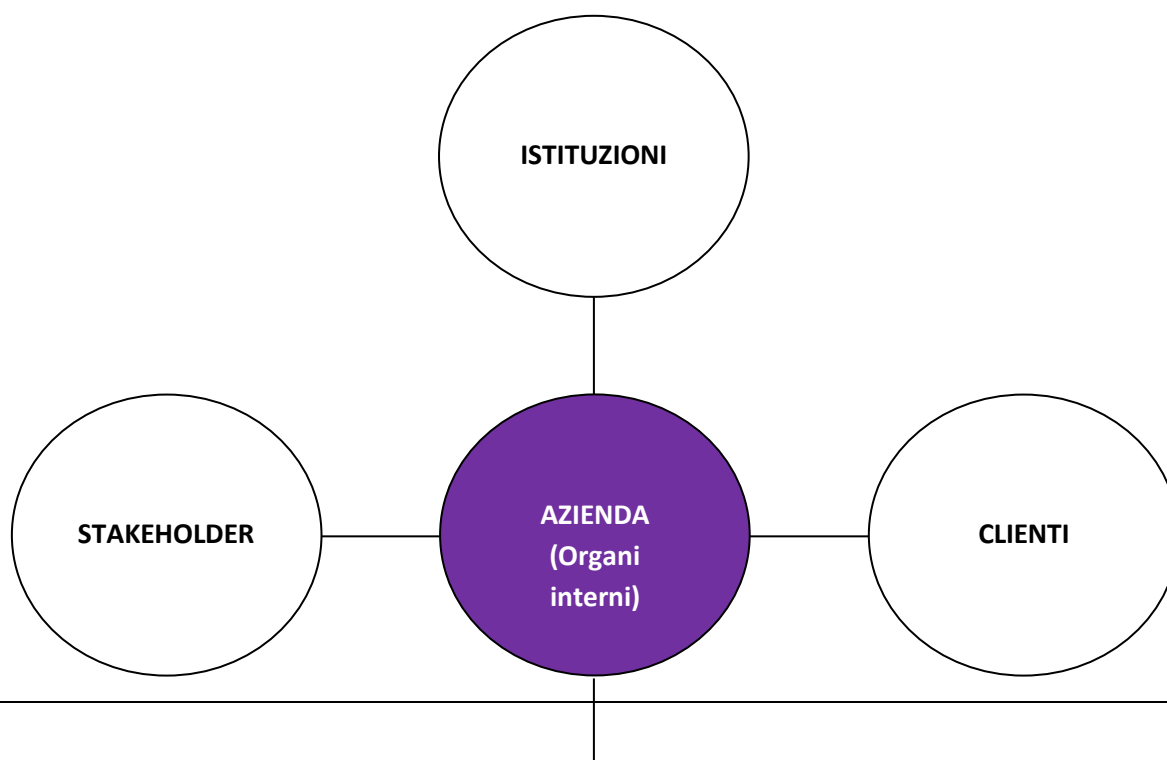 ISTITUZIONI
STAKEHOLDER
AZIENDA
(Organi
interni)
CLIENTI